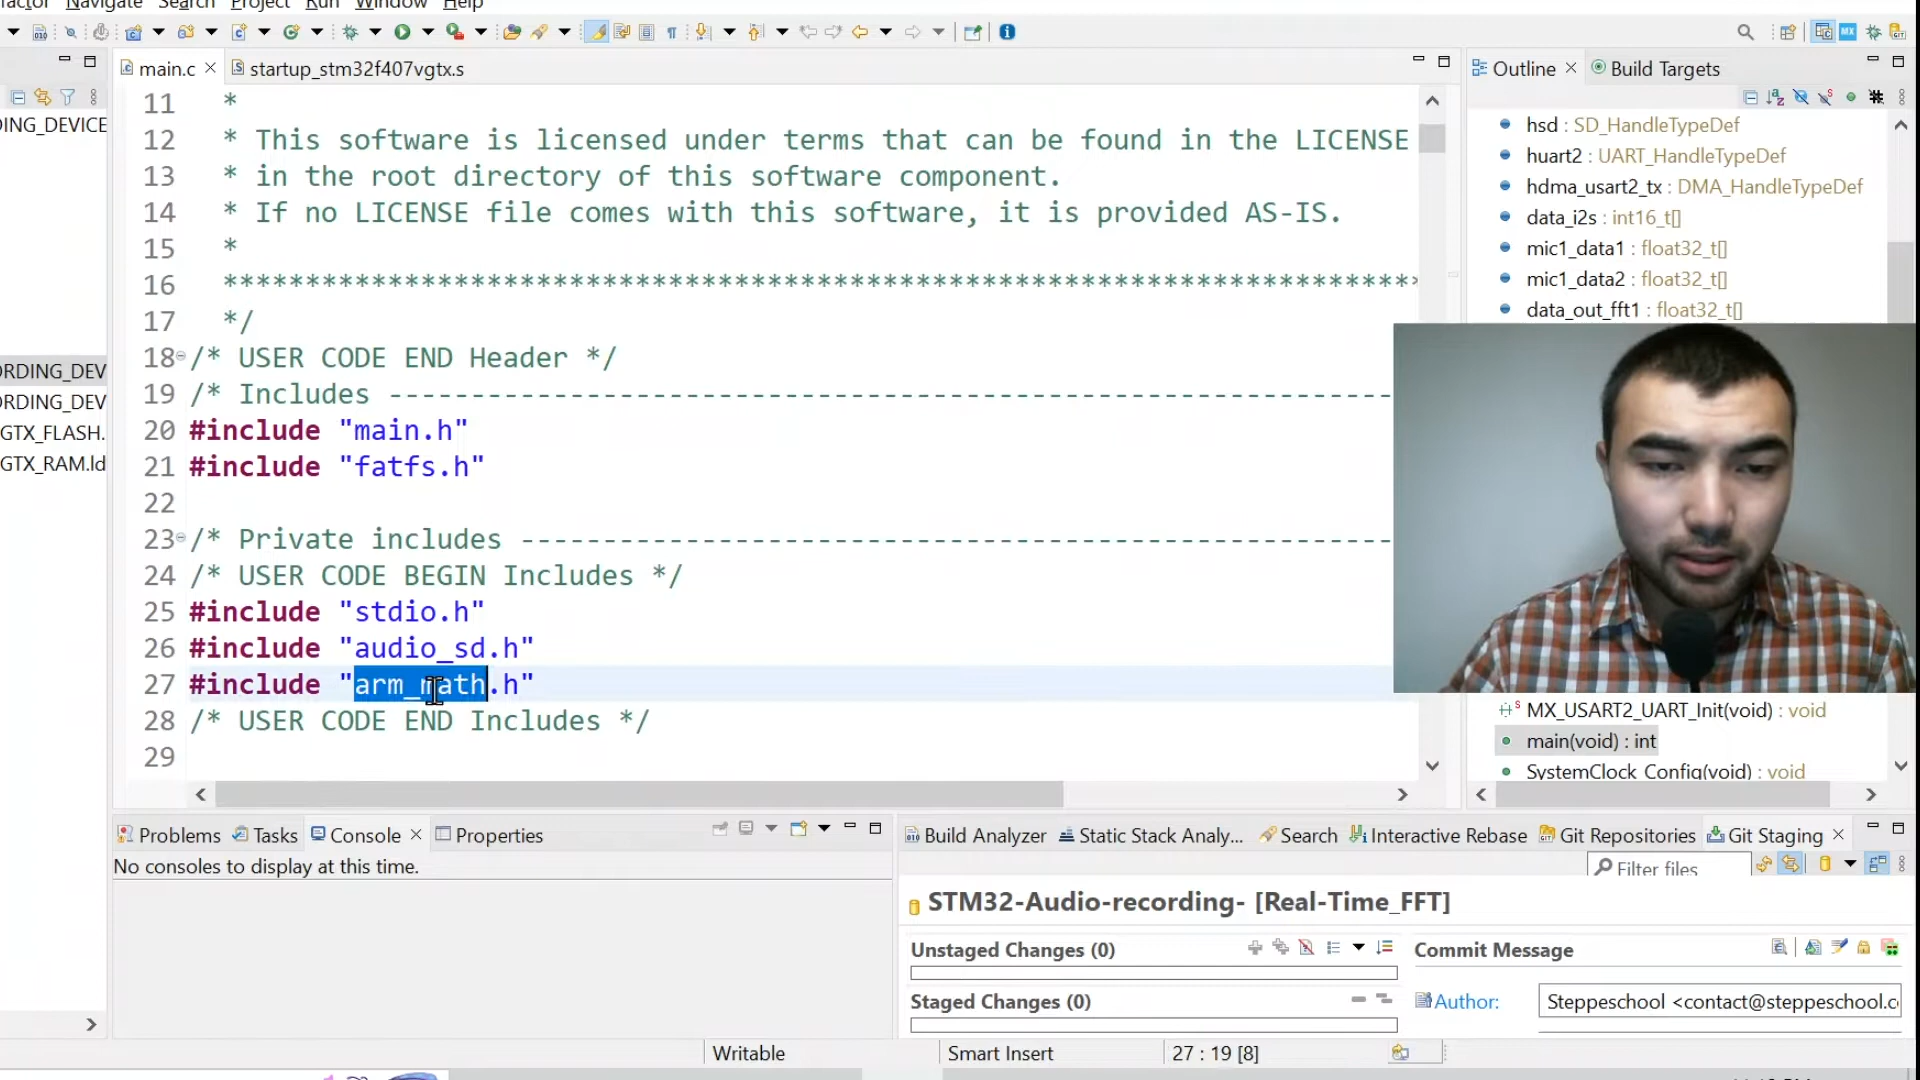 factor Navigate Search Project Run Window Help
main.c
startup_stm32f407vgtx.s
Outline
Build Targets
DING_DEVICE
ORDING_DEV
ORDING_DEV
GTX_FLASH.
GTX_RAM.ld
11 *
12 * This software is licensed under terms that can be found in the LICENSE
13 * in the root directory of this software component.
14 * If no LICENSE file comes with this software, it is provided AS-IS.
15 *
16 ******************************************************************************
17 */
18 /* USER CODE END Header */
19 /* Includes -------------------------------------------------------------
20 #include "main.h"
21 #include "fatfs.h"
22
23 /* Private includes -----------------------------------------------------
24 /* USER CODE BEGIN Includes */
25 #include "stdio.h"
26 #include "audio_sd.h"
27 #include "arm_math.h"
28 /* USER CODE END Includes */
29
hsd : SD_HandleTypeDef
huart2 : UART_HandleTypeDef
hdma_usart2_tx : DMA_HandleTypeDef
data_i2s : int16_t[]
mic1_data1 : float32_t[]
mic1_data2 : float32_t[]
data_out_fft1 : float32_t[]
MX_USART2_UART_Init(void) : void
main(void) : int
SystemClock_Config(void) : void
Problems Tasks Console Properties
No consoles to display at this time.
Build Analyzer Static Stack Analy... Search Interactive Rebase Git Repositories Git Staging
Filter files
STM32-Audio-recording- [Real-Time_FFT]
Unstaged Changes (0)
Staged Changes (0)
Commit Message
Author:
Steppeschool <contact@steppeschool.c
Writable
Smart Insert
27 : 19 [8]